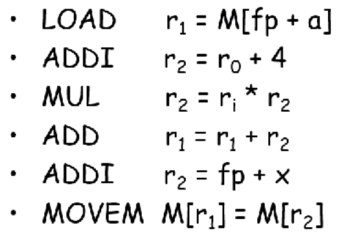 • LOAD r₁ = M[fp + a]
• ADDI r₂ = r₀ + 4
• MUL r₂ = rᵢ * r₂
• ADD r₁ = r₁ + r₂
• ADDI r₂ = fp + x
• MOVEM M[r₁] = M[r₂]